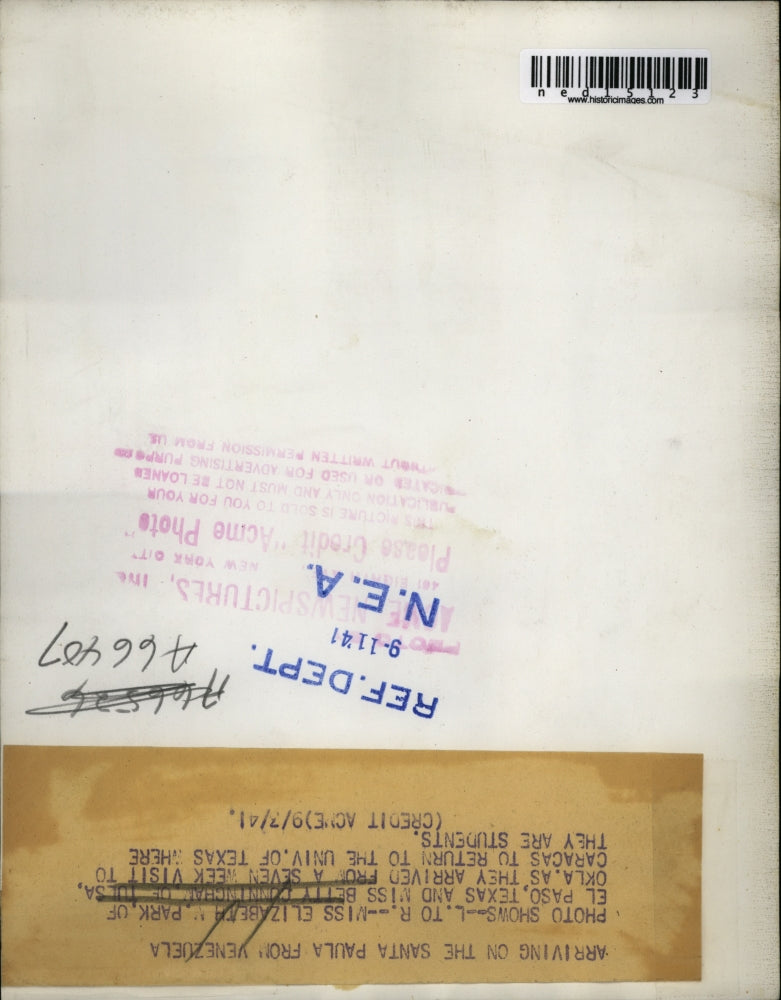 ned15123
www.historicimages.com
ARRIVING ON THE SANTA PAULA FROM VENEZUELA
PHOTO SHOWS--L. TO R.--MISS ELIZABETH M. PARK OF
EL PASO, TEXAS AND MISS BETTY CUNNINGHAM, OF TULSA,
OKLA. AS THEY ARRIVED FROM A SEVEN WEEK VISIT TO
CARACAS TO RETURN TO THE UNIV. OF TEXAS WHERE
THEY ARE STUDENTS.
(CREDIT ACME) 9/7/41.
A66407
REF. DEPT.
9-11 41
N.E.A.
PHOTO
ACME NEWSPICTURES, INC
461 EIGHTH NEW YORK CITY
Please Credit "Acme Photo"
THIS PICTURE IS SOLD TO YOU FOR YOUR
PUBLICATION ONLY AND MUST NOT BE LOANED
OR USED FOR ADVERTISING PURPOSE
WRITTEN PERMISSION FROM US